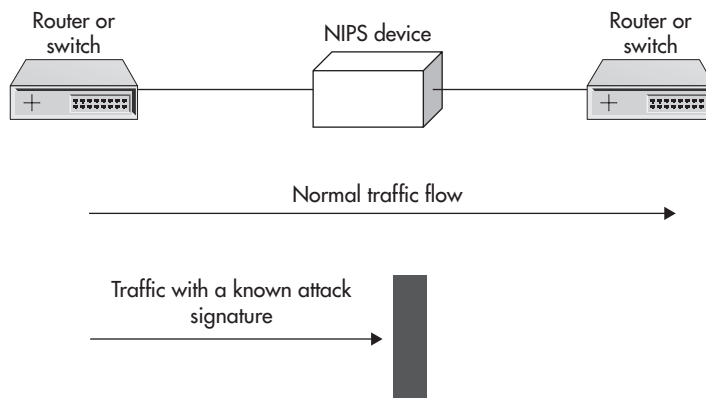 Router or
switch
NIPS device
Router or
switch
Normal traffic flow
Traffic with a known attack
signature